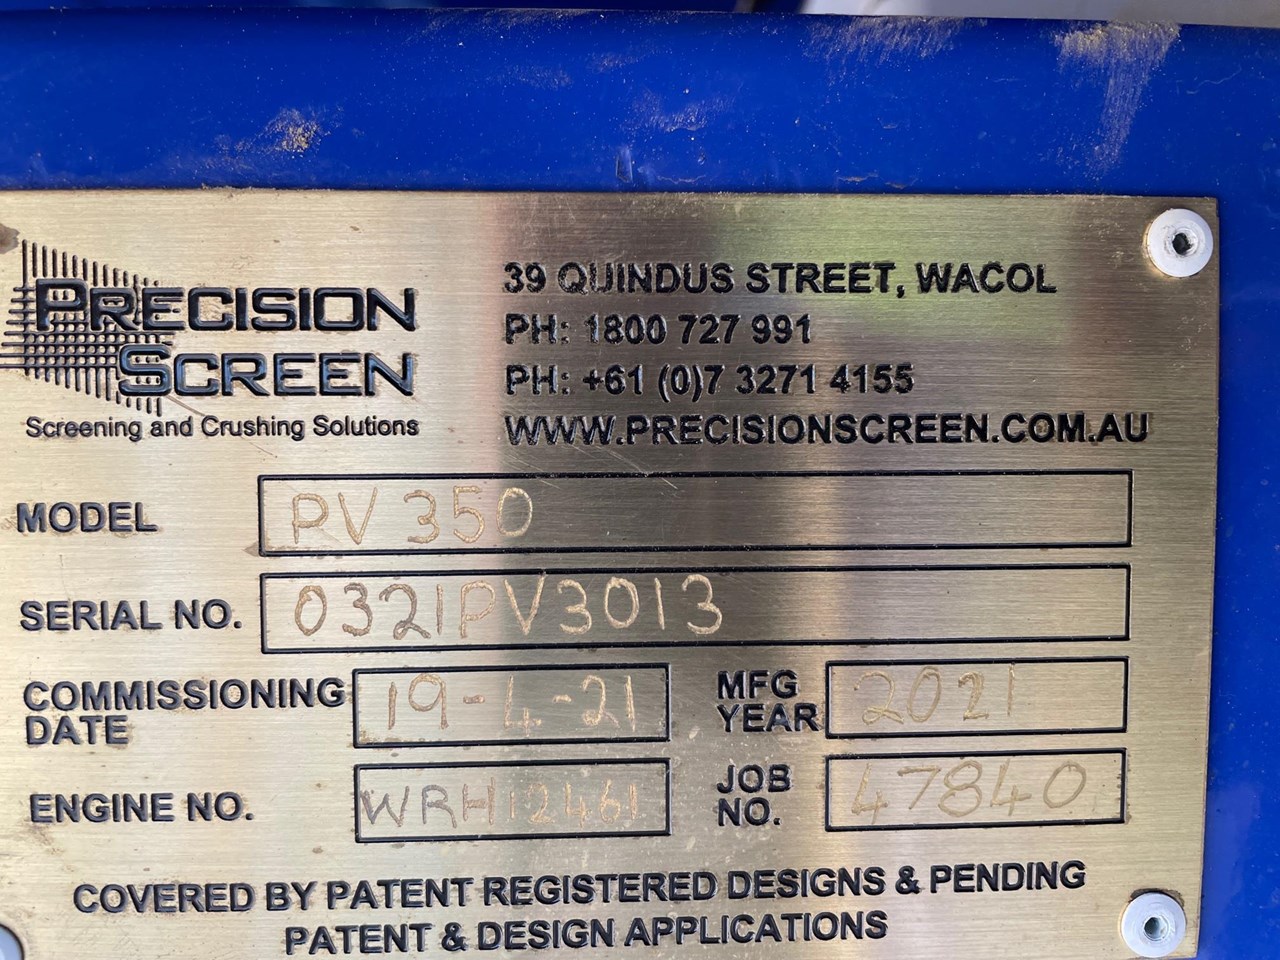 PRECISION
SCREEN
Screening and Crushing Solutions
39 QUINDUS STREET, WACOL
PH: 1800 727 991
PH: +61 (0)7 3271 4155
WWW.PRECISIONSCREEN.COM.AU
MODEL PV350
SERIAL NO. 0321PV3013
COMMISSIONING DATE 19-4-21
MFG YEAR 2021
ENGINE NO. WRH12461
JOB NO. 47840
COVERED BY PATENT REGISTERED DESIGNS & PENDING
PATENT & DESIGN APPLICATIONS